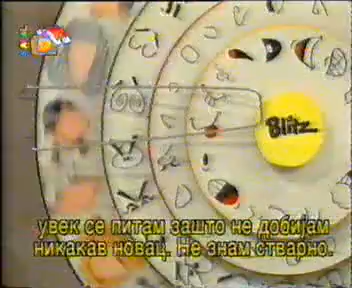 Blitz
увек се питам зашто не добијам
никакав новац. Не знам стварно.